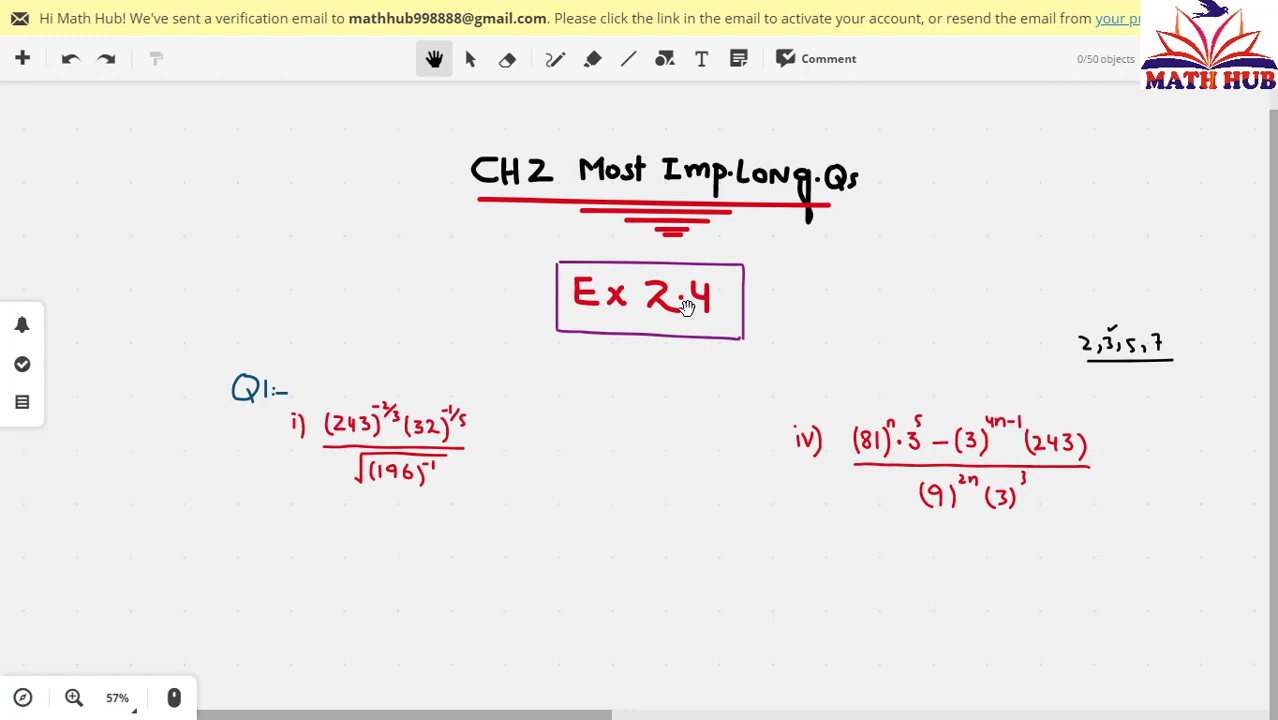 Hi Math Hub! We've sent a verification email to mathhub998888@gmail.com. Please click the link in the email to activate your account, or resend the email from your pr
Comment
0/50 objects
MATH HUB
CH2 Most Imp.Long.Qs
Ex 2.4
2,3,5,7
Q1:-
i) (243)^-2/3 (32)^-1/5
√(196)^-1
iv) (81)^n . 3^5 - (3)^4n-1 (243)
(9)^2n (3)^3
57%